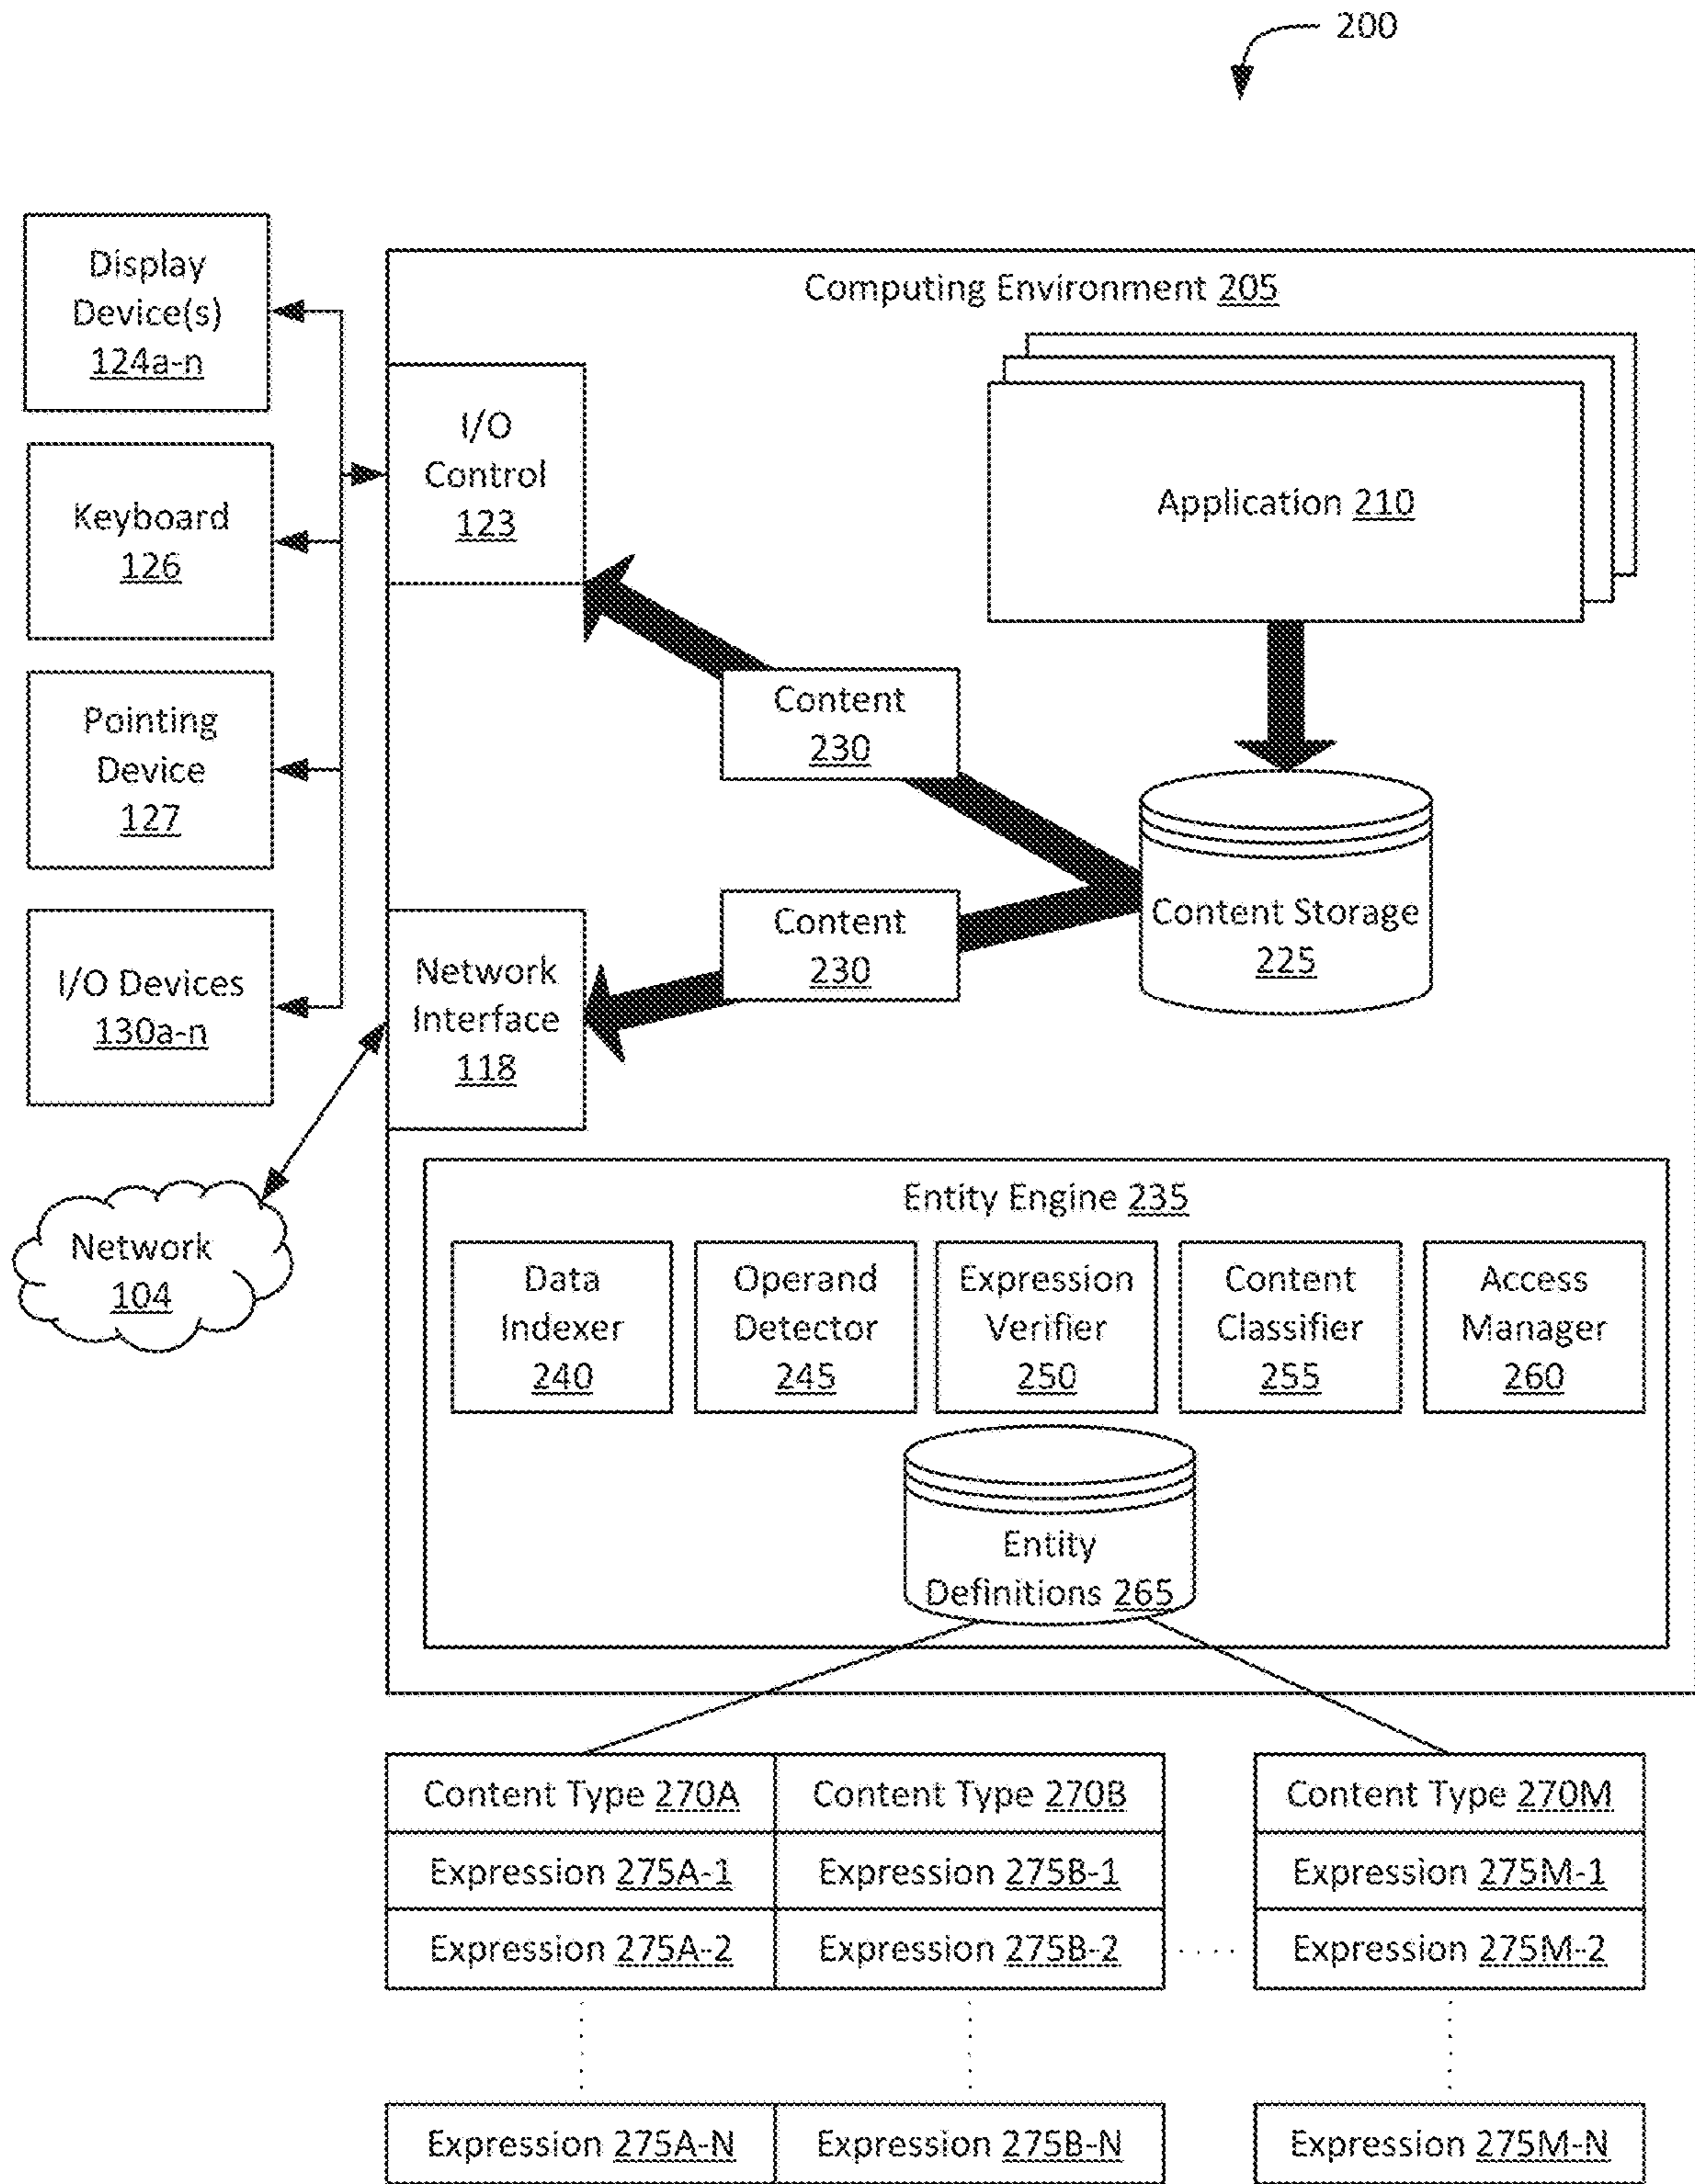 200
Display
Device(s)
124a-n
Keyboard
126
Pointing
Device
127
I/O Devices
130a-n
Network
104
Computing Environment 205
I/O
Control
123
Application 210
Content
230
Content
230
Content Storage
225
Network
Interface
118
Entity Engine 235
Data
Indexer
240
Operand
Detector
245
Expression
Verifier
250
Content
Classifier
255
Access
Manager
260
Entity
Definitions 265
Content Type 270A
Content Type 270B
Content Type 270M
Expression 275A-1
Expression 275B-1
Expression 275M-1
Expression 275A-2
Expression 275B-2
Expression 275M-2
Expression 275A-N
Expression 275B-N
Expression 275M-N